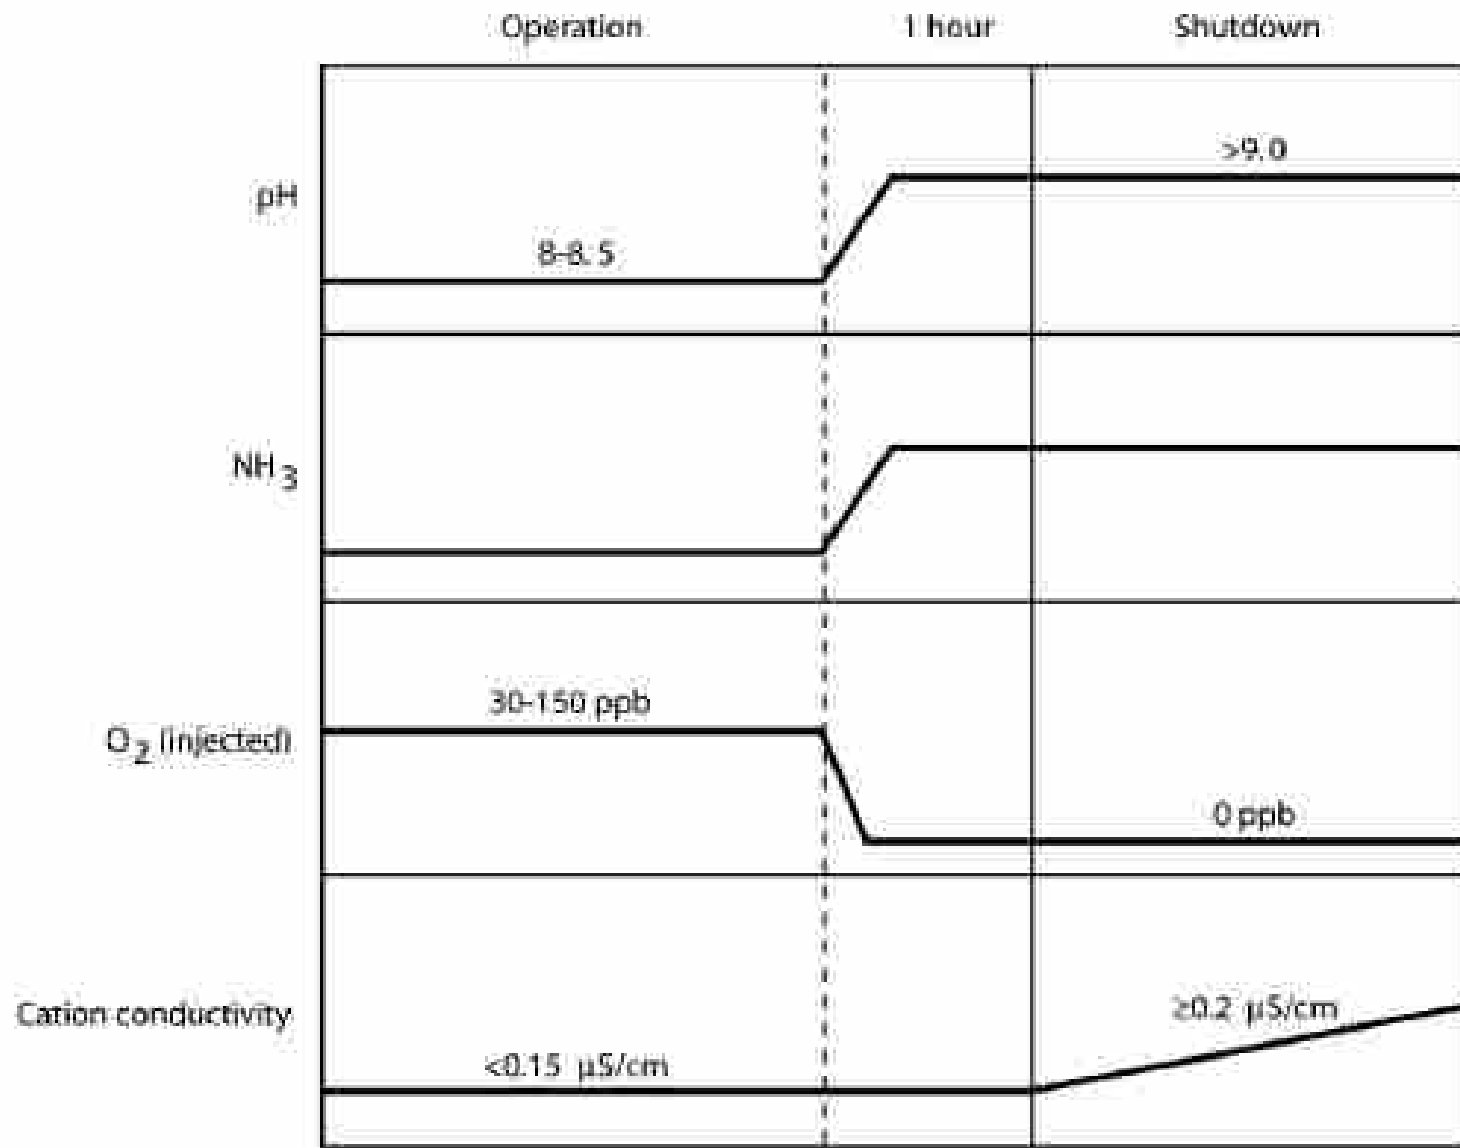 Operation 1 hour Shutdown
>9.0
pH
8-8.5
NH3
30-150 ppb
O2 (injected)
0 ppb
≥0.2 µS/cm
Cation conductivity
<0.15 µS/cm